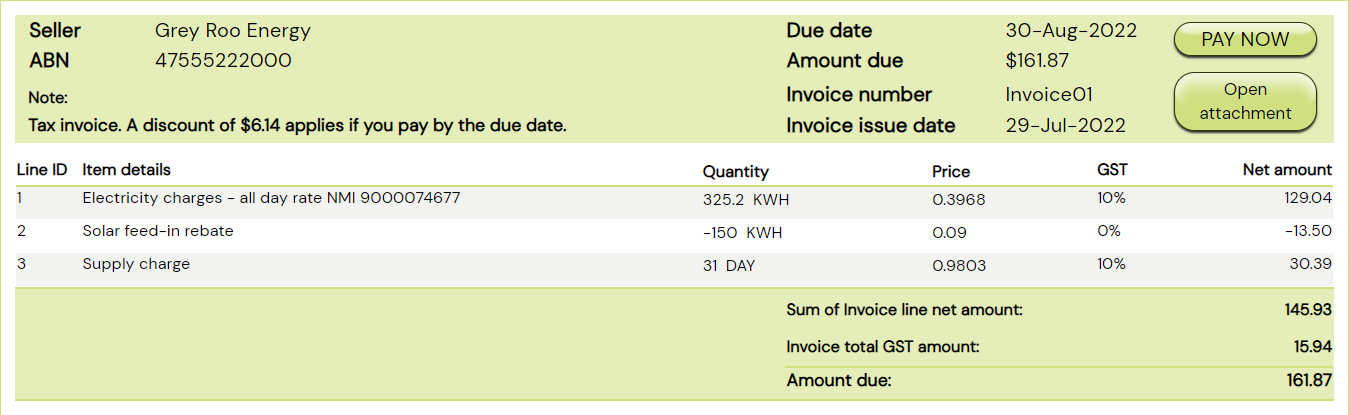 Seller Grey Roo Energy Due date 30-Aug-2022 PAY NOW
ABN 47555222000 Amount due $161.87
Note: Invoice number Invoice01 Open attachment
Tax invoice. A discount of $6.14 applies if you pay by the due date. Invoice issue date 29-Jul-2022
Line ID Item details Quantity Price GST Net amount
1 Electricity charges - all day rate NMI 9000074677 325.2 KWH 0.3968 10% 129.04
2 Solar feed-in rebate -150 KWH 0.09 0% -13.50
3 Supply charge 31 DAY 0.9803 10% 30.39
Sum of Invoice line net amount: 145.93
Invoice total GST amount: 15.94
Amount due: 161.87